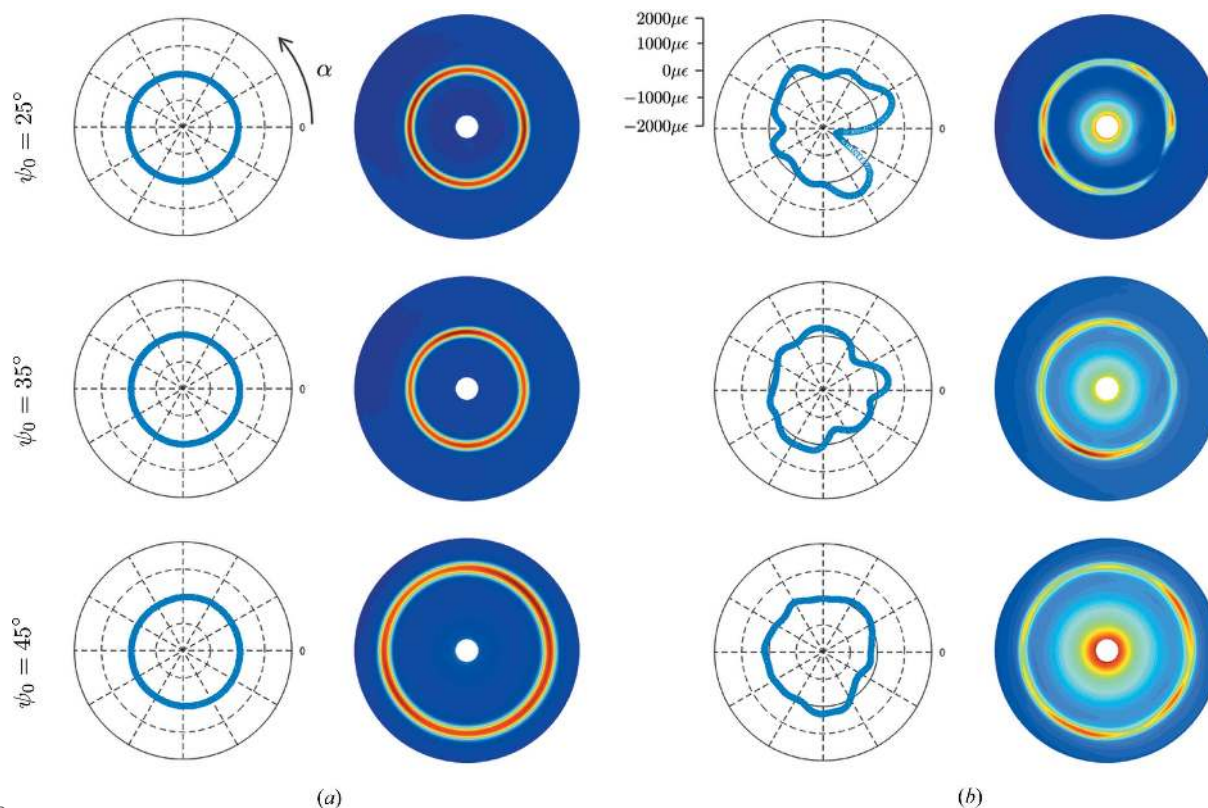 2000με
1000με
0με
−1000με
−2000με
α
0
0
ψ₀ = 25°
0
0
ψ₀ = 35°
0
0
ψ₀ = 45°
(a)
(b)